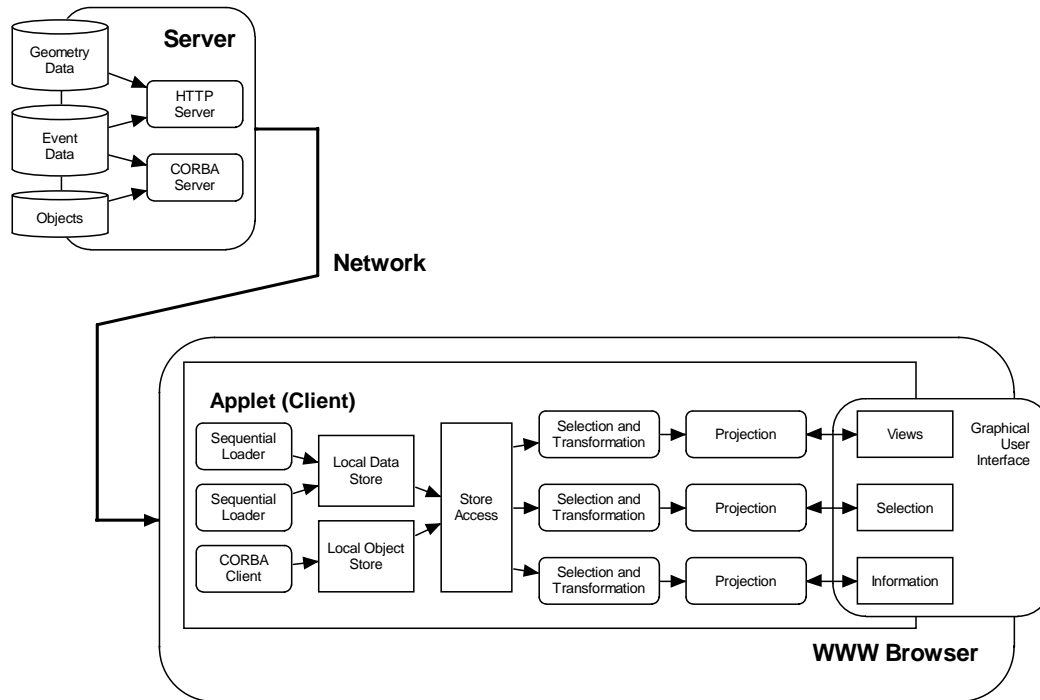 Server
Geometry
Data
HTTP
Server
Event
Data
CORBA
Server
Objects
Network
Applet (Client)
Sequential
Loader
Sequential
Loader
CORBA
Client
Local Data
Store
Local Object
Store
Store
Access
Selection and
Transformation
Projection
Views
Graphical
User
Interface
Selection and
Transformation
Projection
Selection
Selection and
Transformation
Projection
Information
WWW Browser